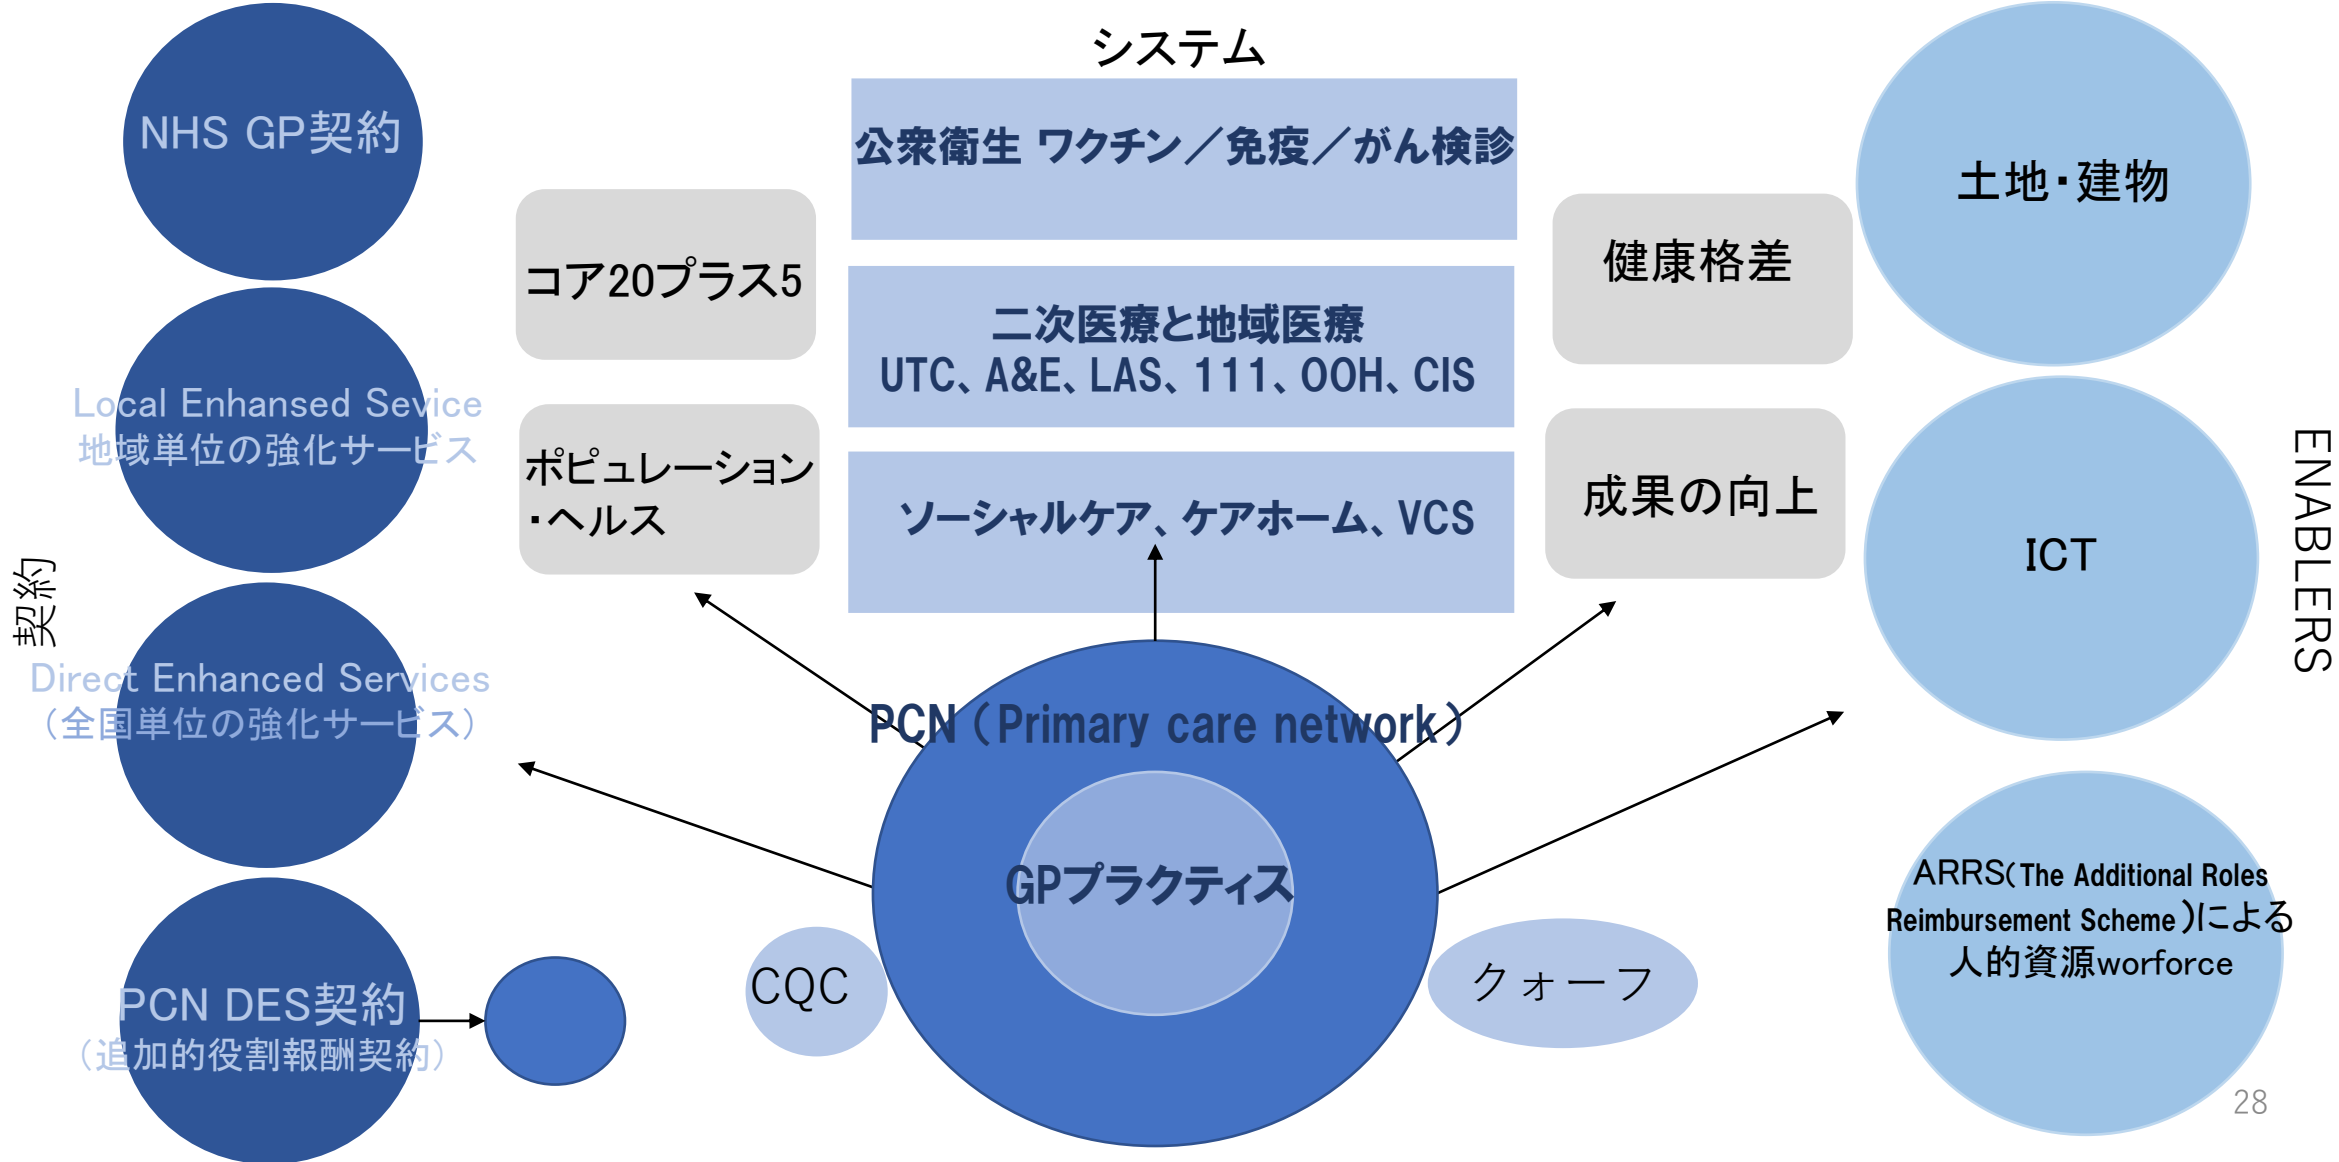 システム
NHS GP契約
Local Enhansed Sevice
地域単位の強化サービス
契約
Direct Enhanced Services
（全国単位の強化サービス）
PCN DES契約
（追加的役割報酬契約）
コア20プラス5
ポピュレーション
・ヘルス
公衆衛生 ワクチン／免疫／がん検診
二次医療と地域医療
UTC、A&E、LAS、111、OOH、CIS
ソーシャルケア、ケアホーム、VCS
健康格差
成果の向上
PCN（Primary care network）
GPプラクティス
CQC
クォーフ
土地・建物
ICT
ENABLERS
ARRS(The Additional Roles
Reimbursement Scheme)による
人的資源worforce
28